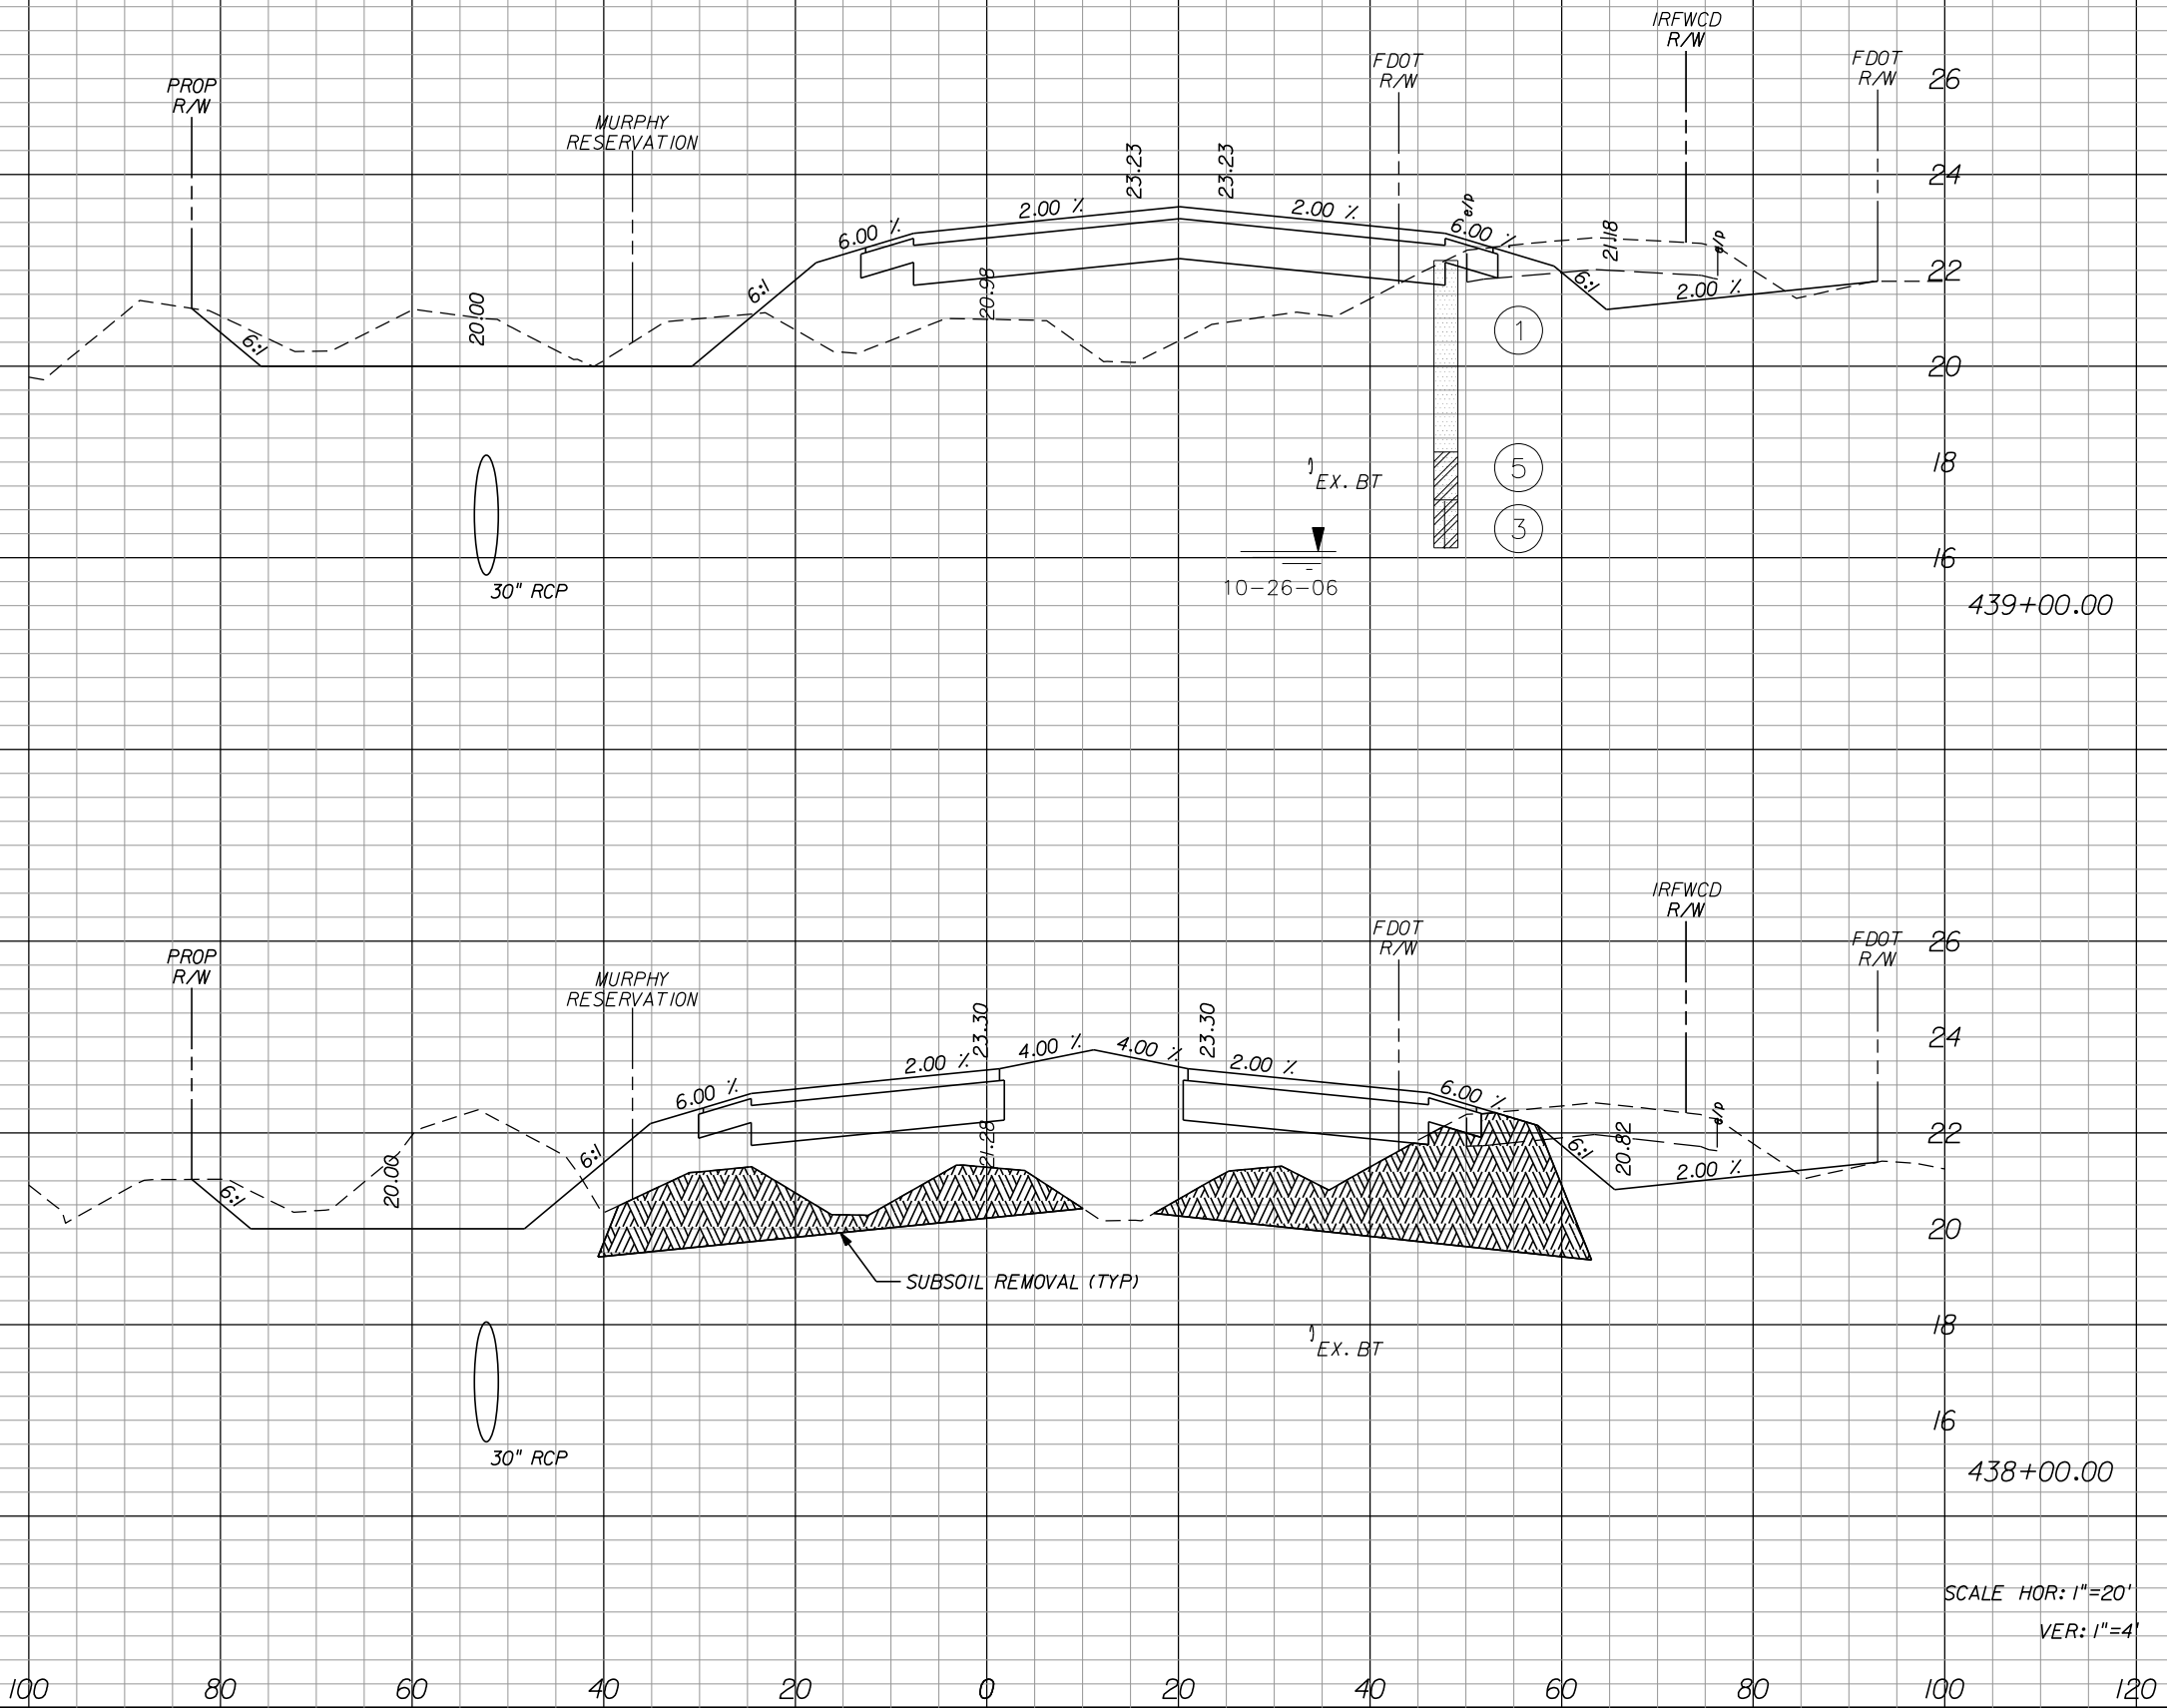 IRFWCD
R/W
FDOT
R/W
FDOT
R/W
26
PROP
R/W
MURPHY
RESERVATION
23.23
23.23
24
6.00 %
2.00 %
2.00 %
6.00 %
e/p
21.18
e/p
22
6:1
20.00
6:1
20.98
6:1
2.00 %
1
20
EX. BT
5
18
3
30" RCP
10-26-06
16
439+00.00
IRFWCD
R/W
FDOT
R/W
FDOT
R/W
26
PROP
R/W
MURPHY
RESERVATION
23.30
23.30
24
6.00 %
2.00 %
4.00 %
4.00 %
2.00 %
6.00 %
e/p
22
6:1
20.00
6:1
21.28
6:1
20.82
2.00 %
20
SUBSOIL REMOVAL (TYP)
18
EX. BT
16
30" RCP
438+00.00
SCALE HOR: 1"=20'
VER: 1"=4'
100 80 60 40 20 0 20 40 60 80 100 120